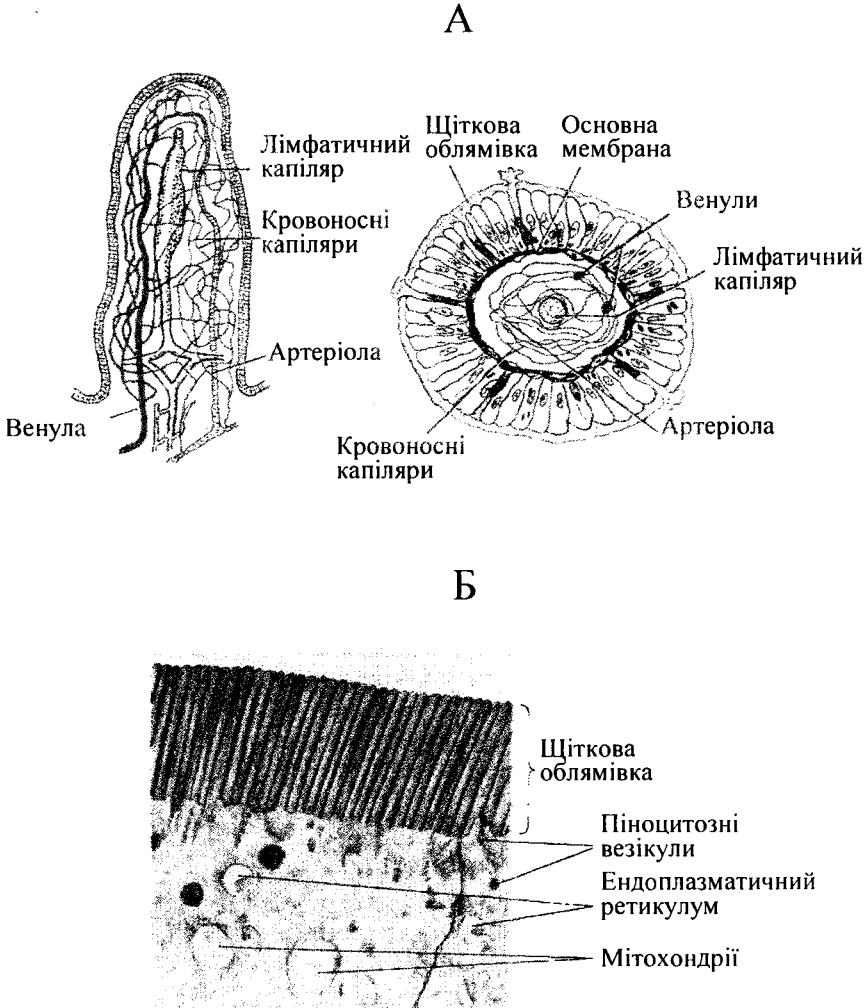 А
Лімфатичний
капіляр
Кровоносні
капіляри
Артеріола
Венула
Щіткова
облямівка
Основна
мембрана
Венули
Лімфатичний
капіляр
Артеріола
Кровоносні
капіляри
Б
Щіткова
облямівка
Піноцитозні
везікули
Ендоплазматичний
ретикулум
Мітохондрії